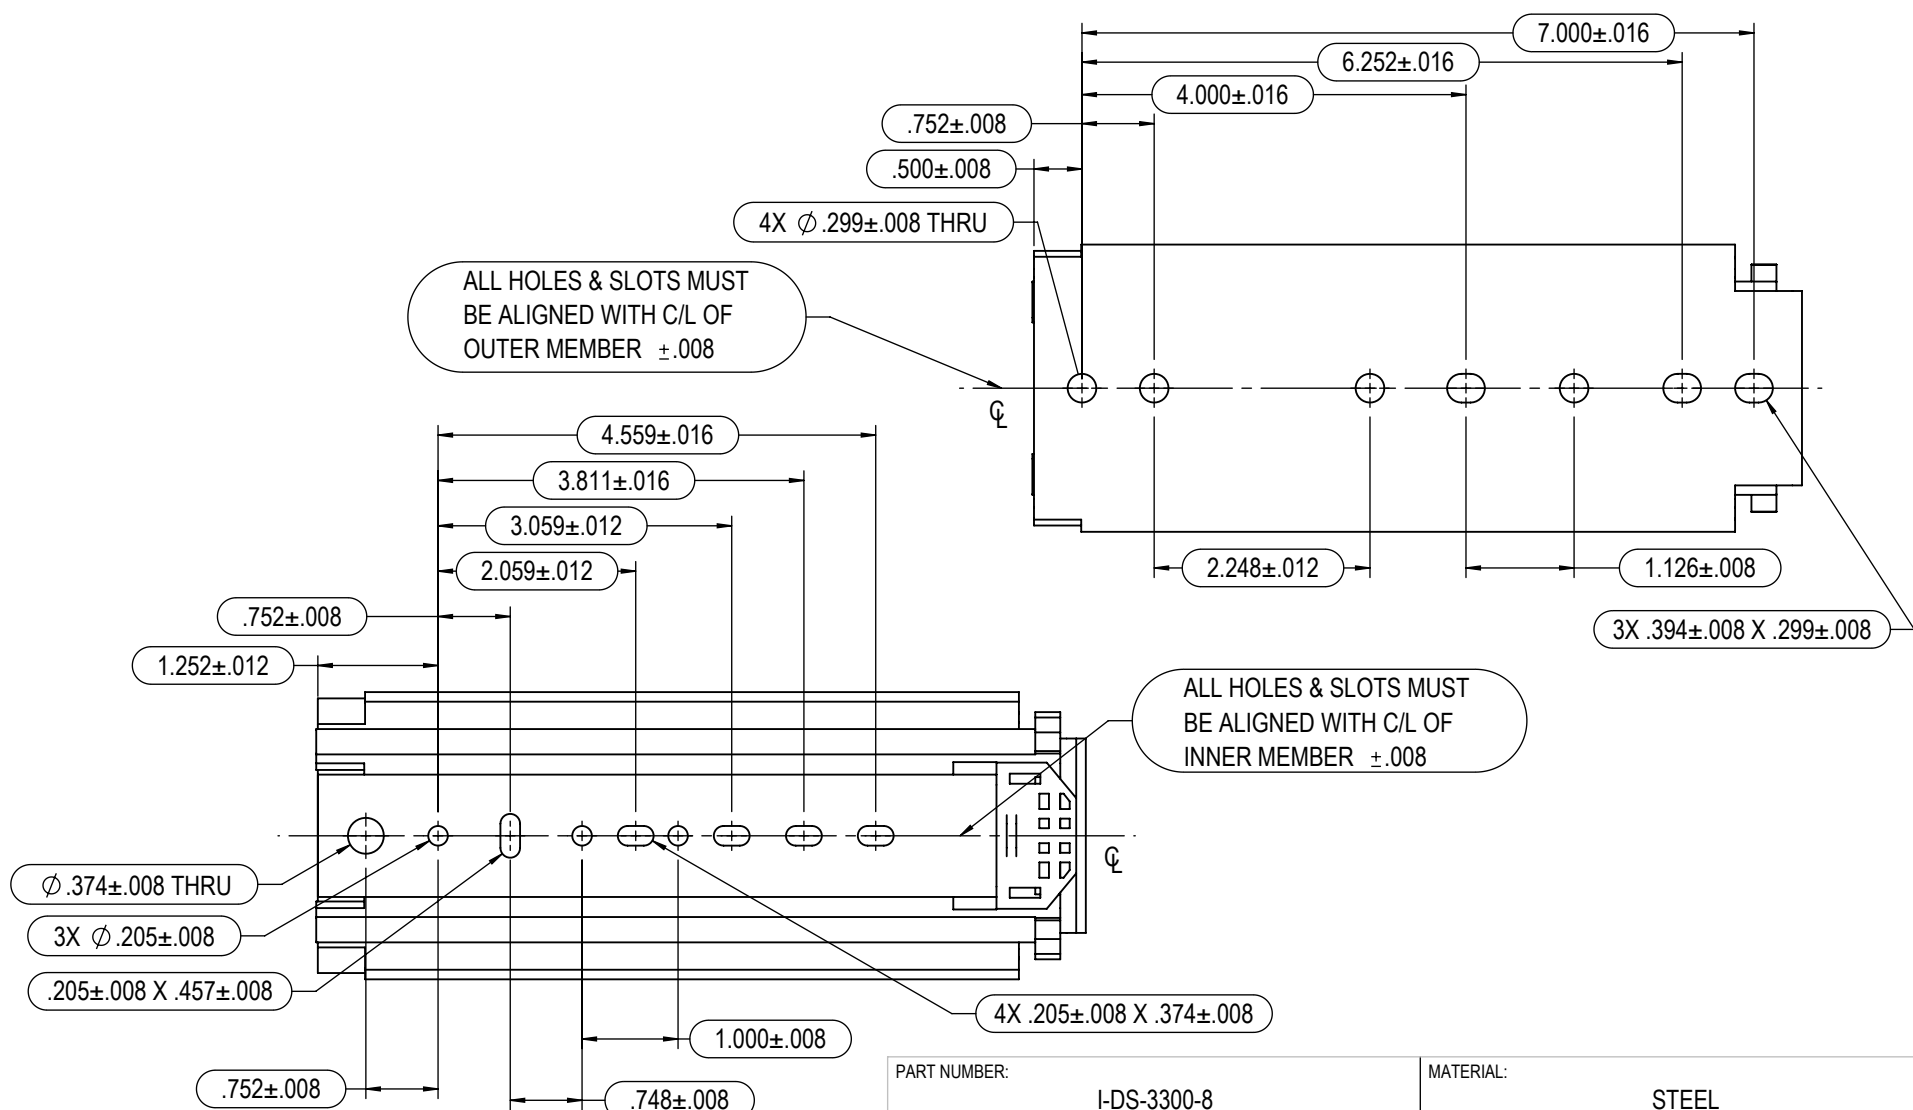 7.000±.016
6.252±.016
4.000±.016
.752±.008
.500±.008
4X ∅ .299±.008 THRU
ALL HOLES & SLOTS MUST
BE ALIGNED WITH C/L OF
OUTER MEMBER ±.008
℄
4.559±.016
3.811±.016
3.059±.012
2.059±.012
2.248±.012
1.126±.008
.752±.008
3X .394±.008 X .299±.008
1.252±.012
ALL HOLES & SLOTS MUST
BE ALIGNED WITH C/L OF
INNER MEMBER ±.008
℄
∅ .374±.008 THRU
3X ∅ .205±.008
.205±.008 X .457±.008
4X .205±.008 X .374±.008
1.000±.008
.752±.008
.748±.008
PART NUMBER:
I-DS-3300-8
MATERIAL:
STEEL